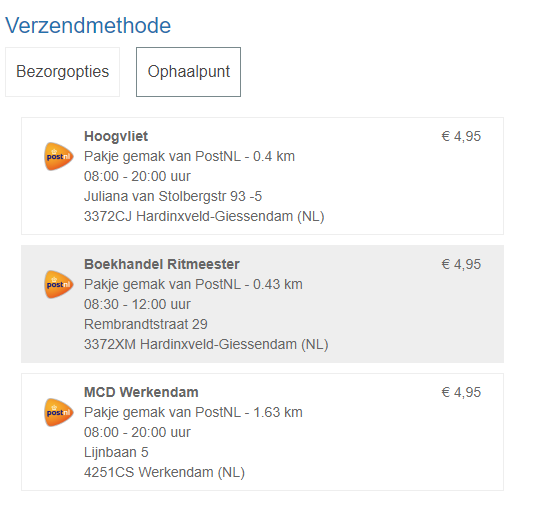 Verzendmethode
Bezorgopties
Ophaalpunt
Hoogvliet € 4,95
postnl Pakje gemak van PostNL - 0.4 km
08:00 - 20:00 uur
Juliana van Stolbergstr 93 -5
3372CJ Hardinxveld-Giessendam (NL)
Boekhandel Ritmeester € 4,95
postnl Pakje gemak van PostNL - 0.43 km
08:30 - 12:00 uur
Rembrandtstraat 29
3372XM Hardinxveld-Giessendam (NL)
MCD Werkendam € 4,95
postnl Pakje gemak van PostNL - 1.63 km
08:00 - 20:00 uur
Lijnbaan 5
4251CS Werkendam (NL)